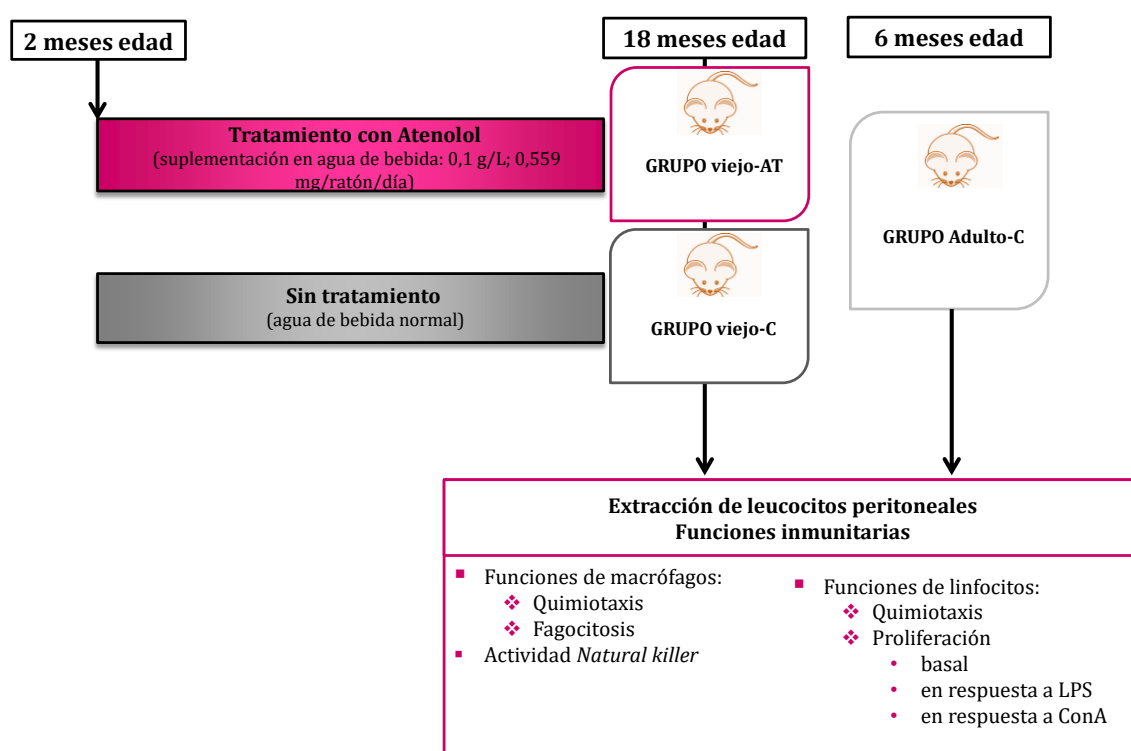 2 meses edad
18 meses edad
6 meses edad
Tratamiento con Atenolol
(suplementación en agua de bebida: 0,1 g/L; 0,559
mg/ratón/día)
GRUPO viejo-AT
GRUPO Adulto-C
Sin tratamiento
(agua de bebida normal)
GRUPO viejo-C
Extracción de leucocitos peritoneales
Funciones inmunitarias
Funciones de macrófagos:
Quimiotaxis
Fagocitosis
Actividad Natural killer
Funciones de linfocitos:
Quimiotaxis
Proliferación
basal
en respuesta a LPS
en respuesta a ConA